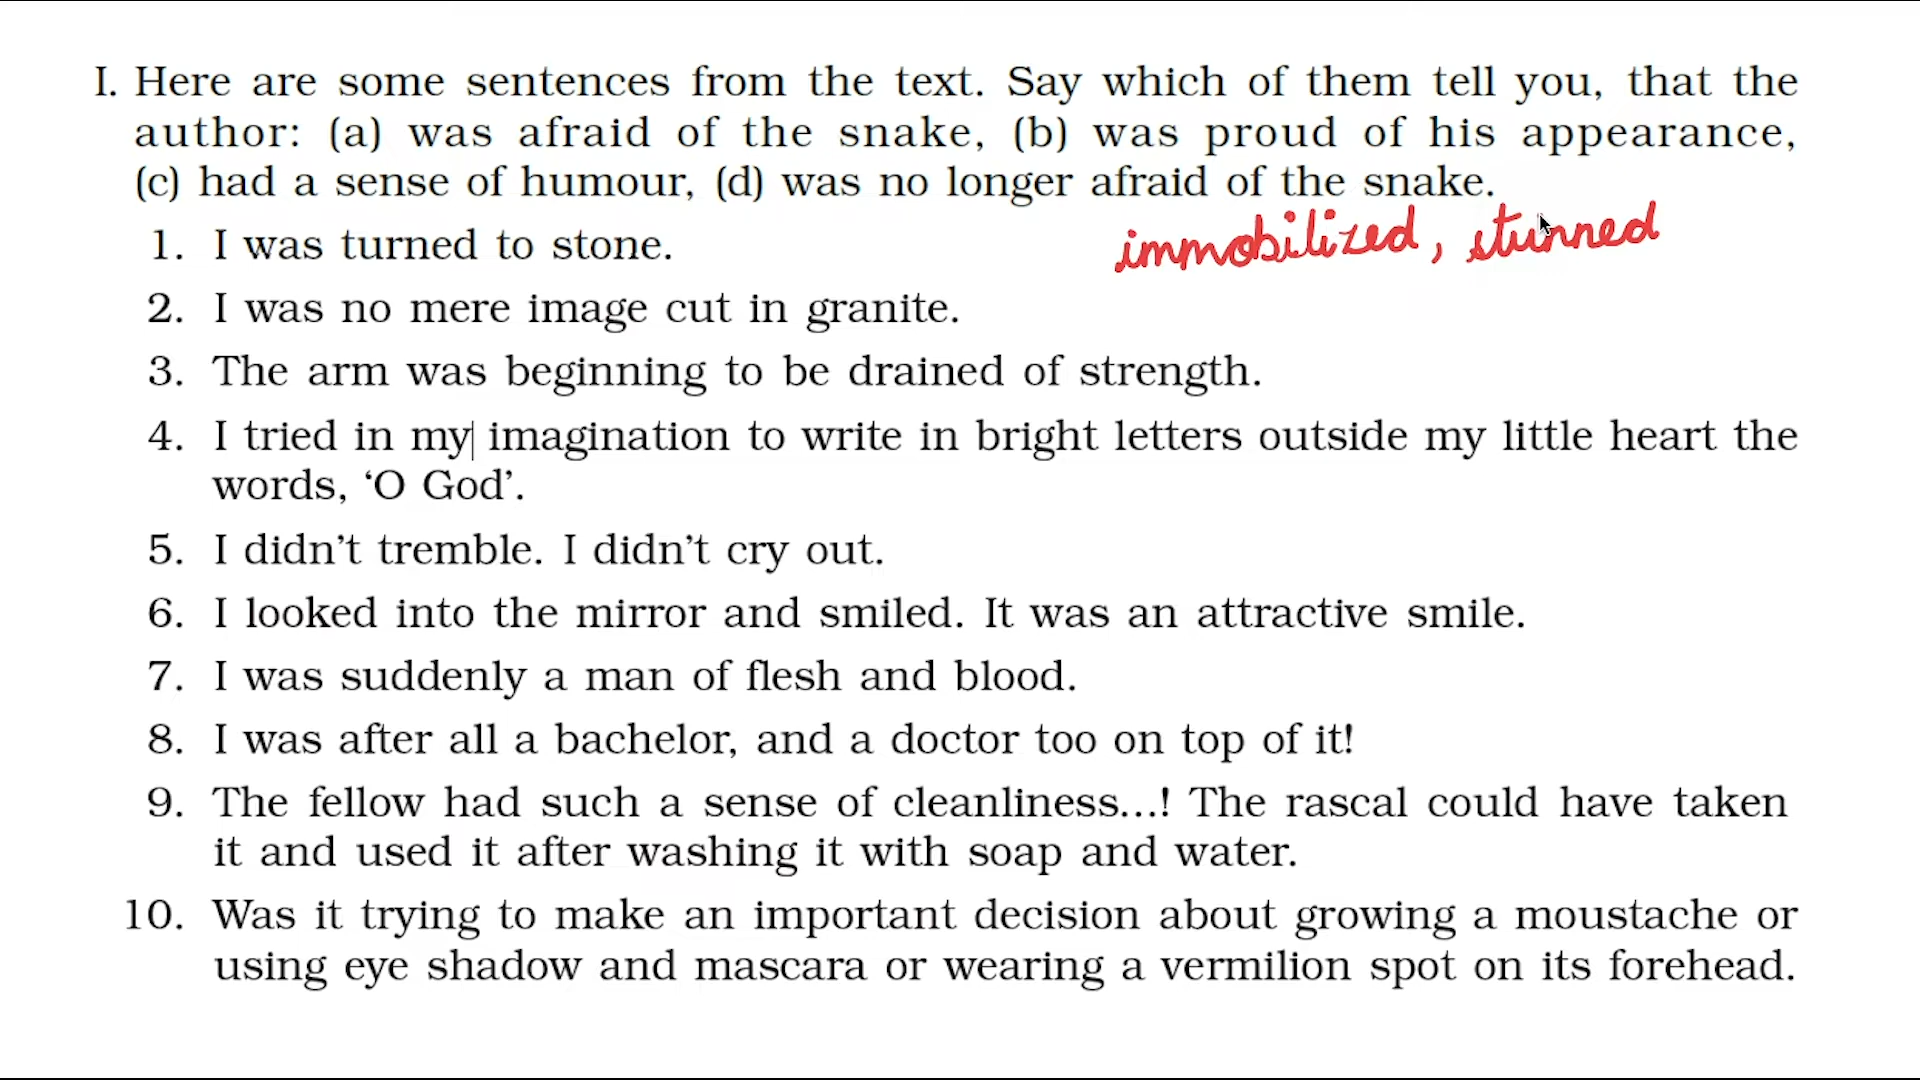 I. Here are some sentences from the text. Say which of them tell you, that the
author: (a) was afraid of the snake, (b) was proud of his appearance,
(c) had a sense of humour, (d) was no longer afraid of the snake.
immobilized, stunned
1. I was turned to stone.
2. I was no mere image cut in granite.
3. The arm was beginning to be drained of strength.
4. I tried in my imagination to write in bright letters outside my little heart the
words, ‘O God’.
5. I didn’t tremble. I didn’t cry out.
6. I looked into the mirror and smiled. It was an attractive smile.
7. I was suddenly a man of flesh and blood.
8. I was after all a bachelor, and a doctor too on top of it!
9. The fellow had such a sense of cleanliness...! The rascal could have taken
it and used it after washing it with soap and water.
10. Was it trying to make an important decision about growing a moustache or
using eye shadow and mascara or wearing a vermilion spot on its forehead.